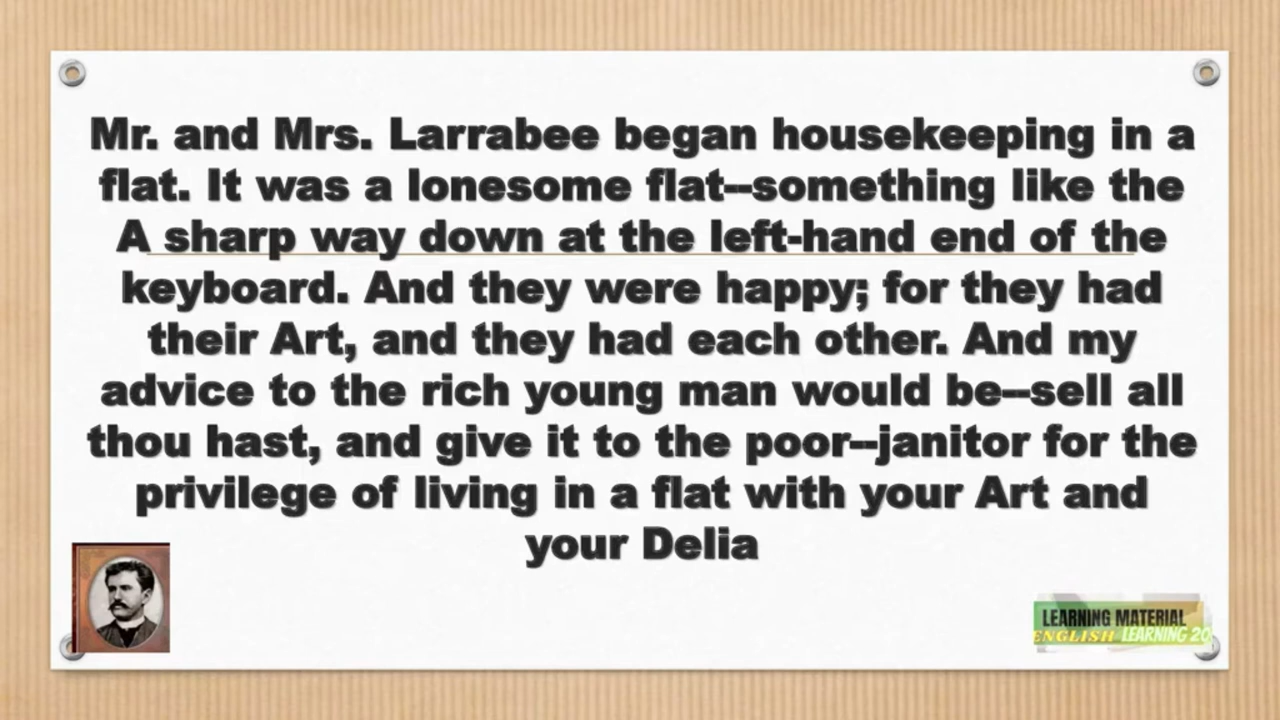 Mr. and Mrs. Larrabee began housekeeping in a
flat. It was a lonesome flat--something like the
A sharp way down at the left-hand end of the
keyboard. And they were happy; for they had
their Art, and they had each other. And my
advice to the rich young man would be--sell all
thou hast, and give it to the poor--janitor for the
privilege of living in a flat with your Art and
your Delia
LEARNING MATERIAL
ENGLISH LEARNING 20